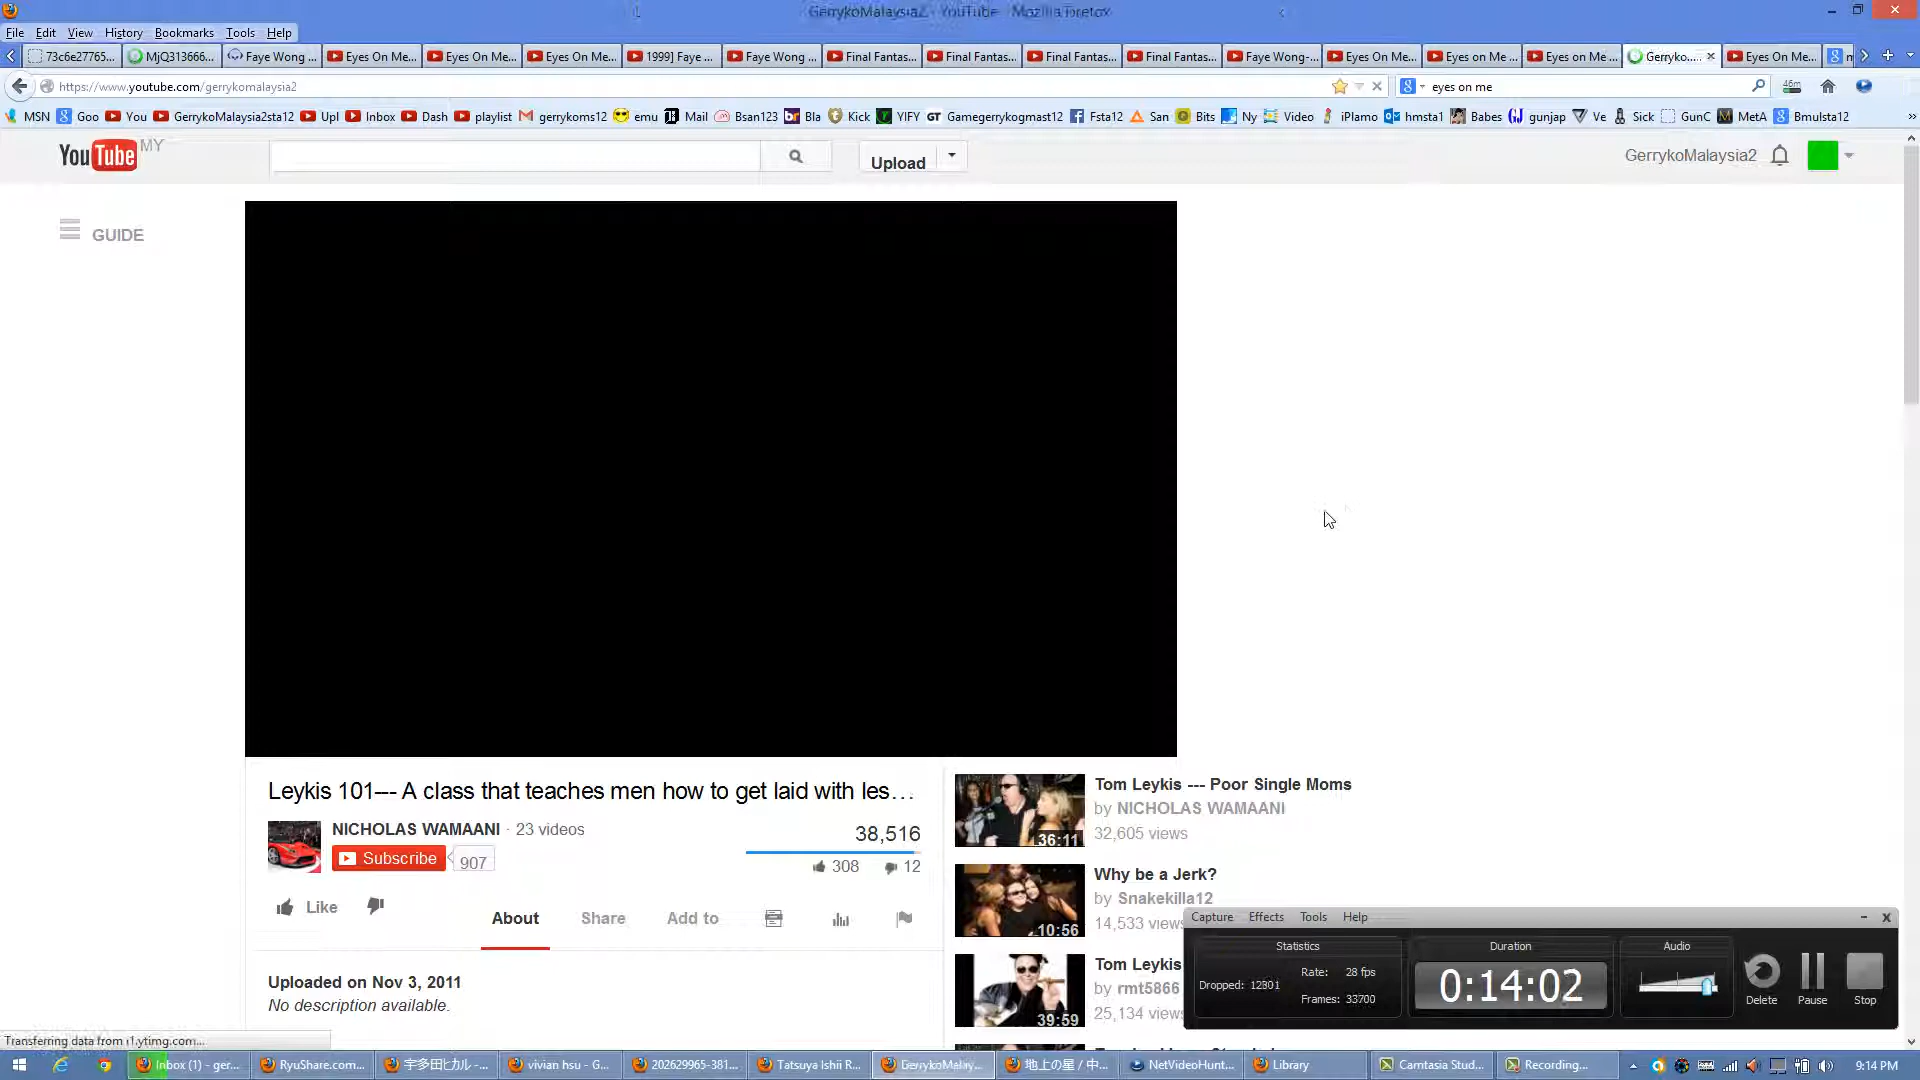 GerrykoMalaysia2 - YouTube - Mozilla Firefox
File Edit View History Bookmarks Tools Help
73c6e27765... MjQ313666... Faye Wong ... Eyes On Me... Eyes On Me... Eyes On Me... 1999] Faye ... Faye Wong ... Final Fantas... Final Fantas... Final Fantas... Final Fantas... Faye Wong-... Eyes On Me... Eyes on Me ... Eyes on Me ... Gerryko.... Eyes On Me...
https://www.youtube.com/gerrykomalaysia2 eyes on me 46m
MSN Goo You GerrykoMalaysia2sta12 Upl Inbox Dash playlist gerrykoms12 emu Mail Bsan123 Bla Kick YIFY GT Gamegerrykogmast12 Fsta12 San Bits Ny Video iPlamo hmsta1 Babes gunjap Ve Sick GunC MetA Bmulsta12
YouTube MY Upload GerrykoMalaysia2
GUIDE
Leykis 101--- A class that teaches men how to get laid with les...
NICHOLAS WAMAANI · 23 videos
38,516
Subscribe 907
308 12
Like
About Share Add to
Uploaded on Nov 3, 2011
No description available.
Tom Leykis --- Poor Single Moms
by NICHOLAS WAMAANI
32,605 views
36:11
Why be a Jerk?
by Snakekilla12
14,533 views
10:56
Tom Leykis
by rmt5866
25,134 views
39:59
Capture Effects Tools Help
Statistics Duration Audio
Dropped: 12801 Rate: 28 fps
Frames: 33700
0:14:02
Delete Pause Stop
Transferring data from i1.ytimg.com...
Inbox (1) - ger... RyuShare.com... 宇多田ヒカル -... vivian hsu - G... 202629965-381... Tatsuya Ishii R... GerrykoMalay... 地上の星 / 中... NetVideoHunt... Library Camtasia Stud... Recording... 9:14 PM